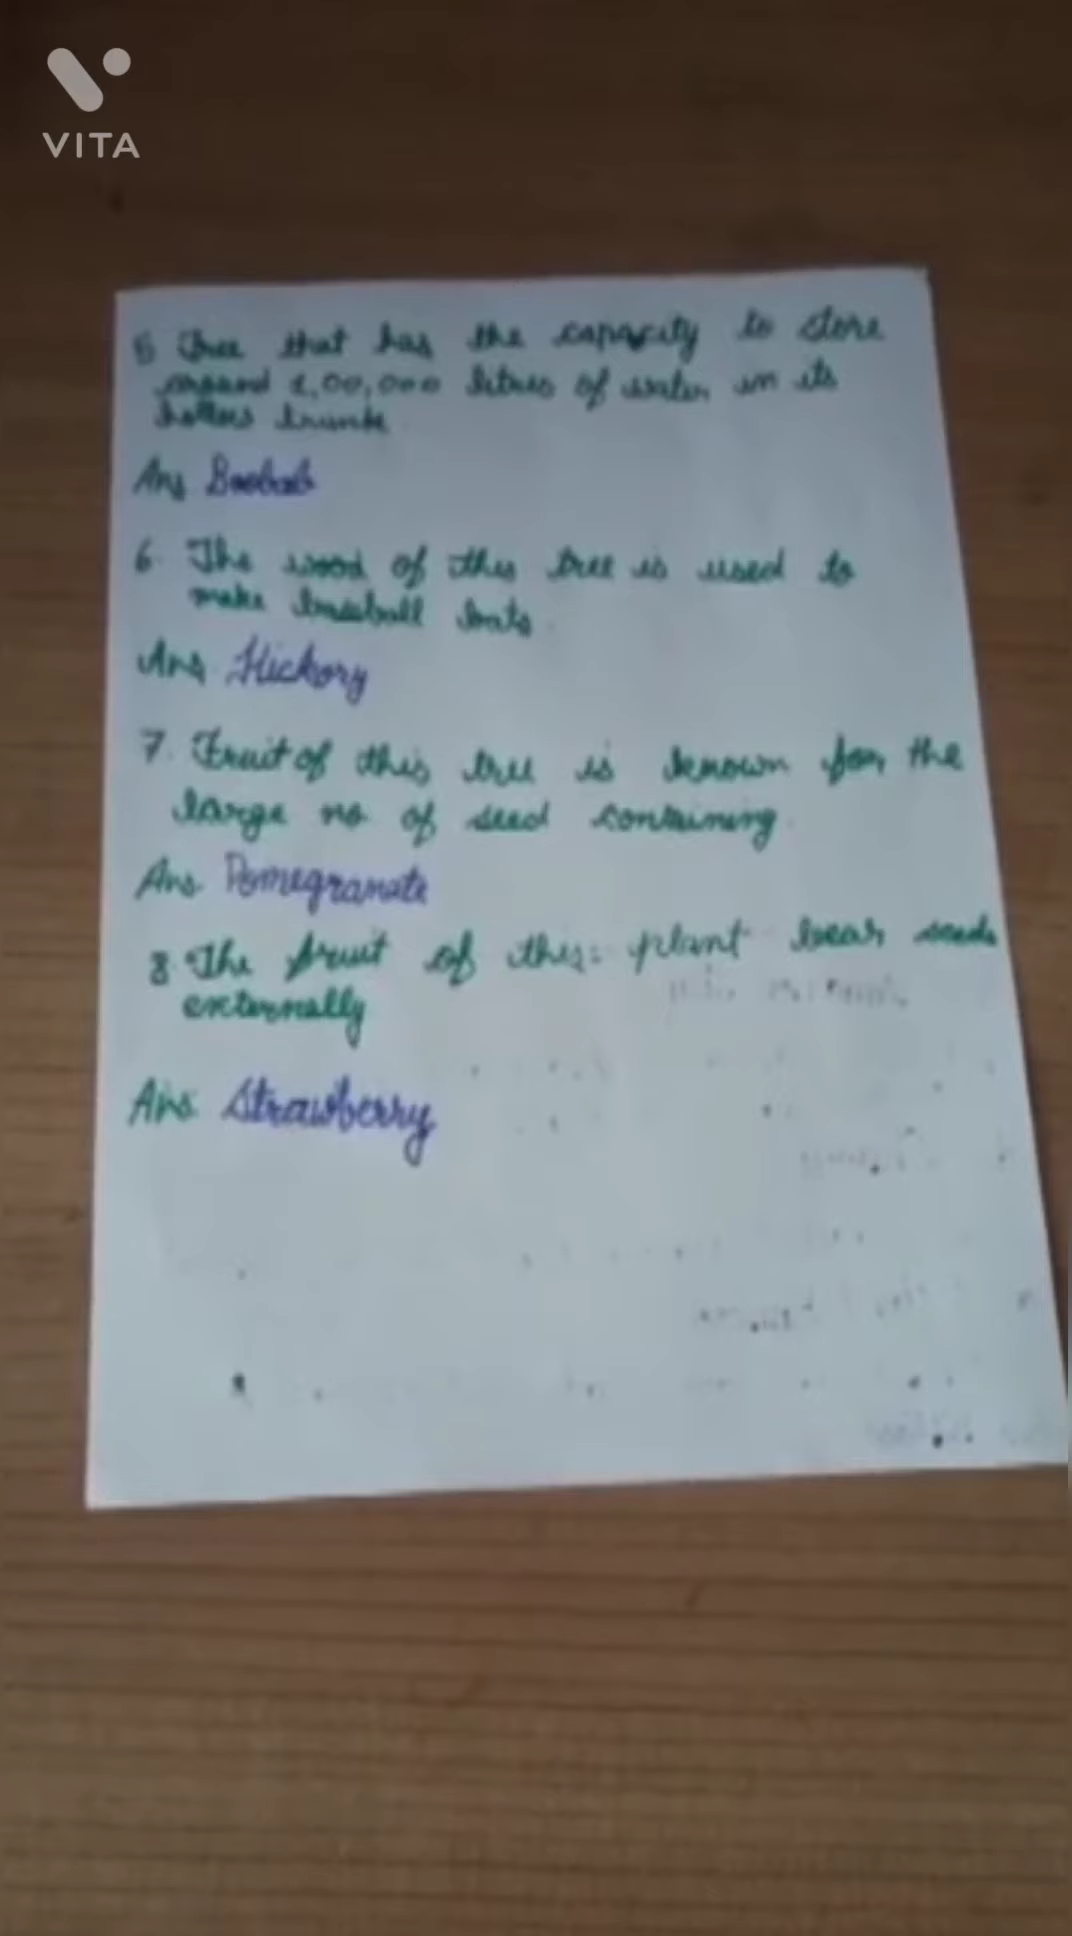 VITA
5 Tree that has the capacity to store
around 1,00,000 litres of water in its
hollow trunk
Ans Boobab
6. The wood of this tree is used to
make baseball bats.
Ans Hickory
7. Fruit of this tree is known for the
large no of seed containing.
Ans Pomegranate
8. The fruit of this plant bear seeds
externally
Ans Strawberry